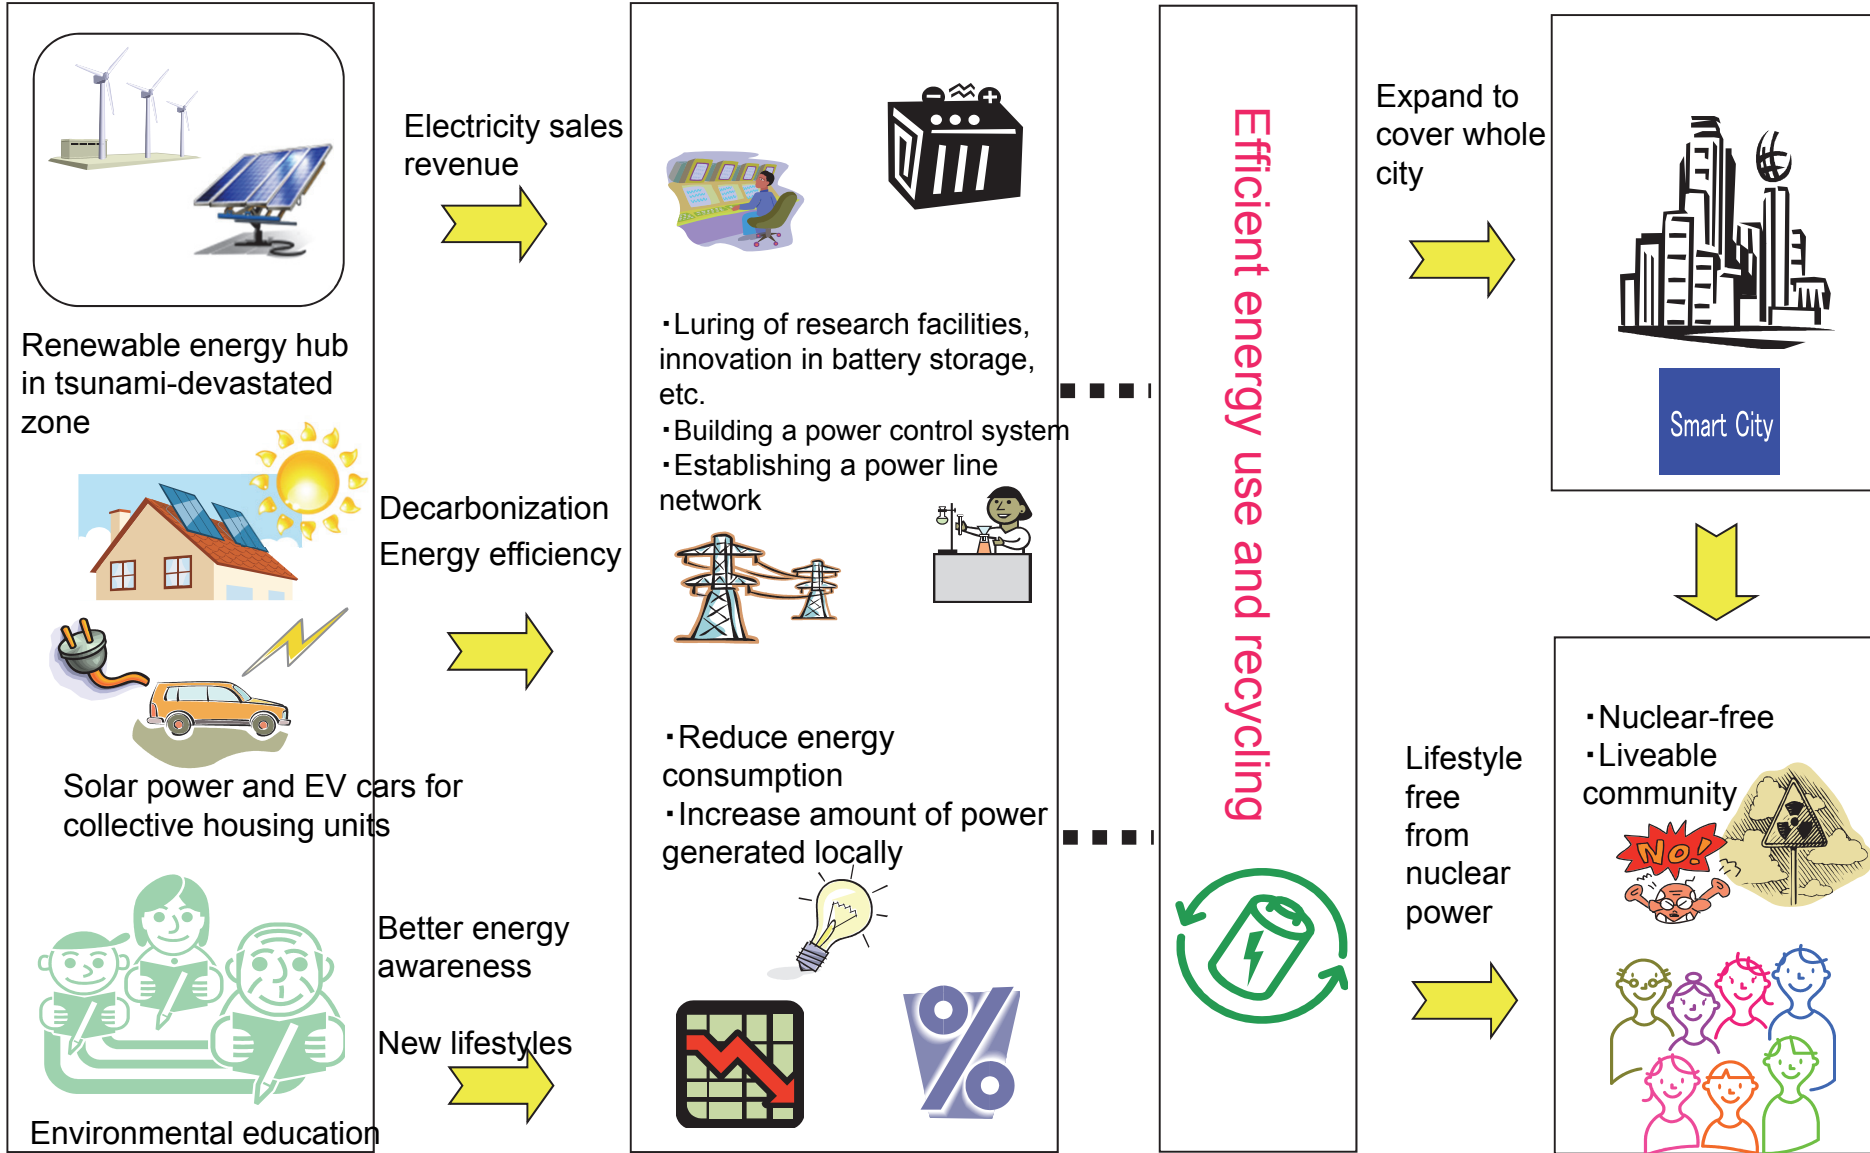 Renewable energy hub
in tsunami-devastated
zone
Solar power and EV cars for
collective housing units
Environmental education
Electricity sales
revenue
Decarbonization
Energy efficiency
Better energy
awareness
New lifestyles
・Luring of research facilities,
innovation in battery storage,
etc.
・Building a power control system
・Establishing a power line
network
・Reduce energy
consumption
・Increase amount of power
generated locally
%
Efficient energy use and recycling
Expand to
cover whole
city
Smart City
Lifestyle
free
from
nuclear
power
・Nuclear-free
・Liveable
community
NO!